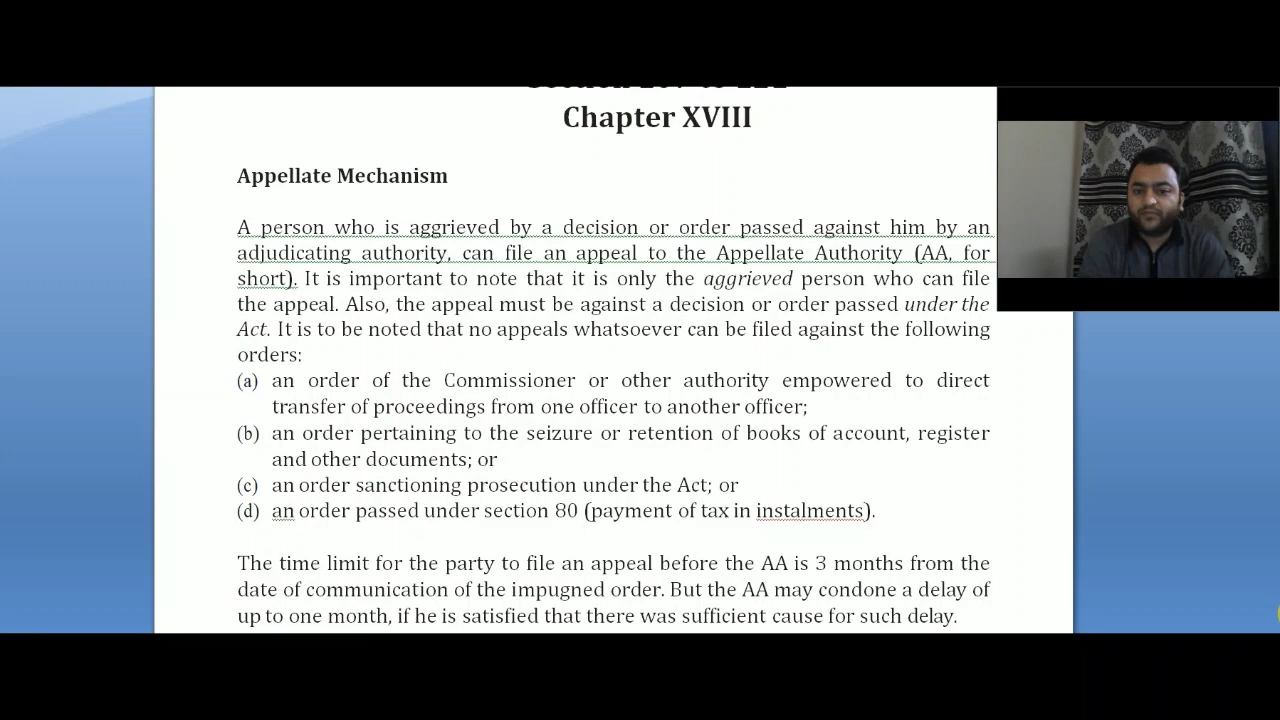 Chapter XVIII
Appellate Mechanism
A person who is aggrieved by a decision or order passed against him by an
adjudicating authority, can file an appeal to the Appellate Authority (AA, for
short). It is important to note that it is only the aggrieved person who can file
the appeal. Also, the appeal must be against a decision or order passed under the
Act. It is to be noted that no appeals whatsoever can be filed against the following
orders:
(a) an order of the Commissioner or other authority empowered to direct
transfer of proceedings from one officer to another officer;
(b) an order pertaining to the seizure or retention of books of account, register
and other documents; or
(c) an order sanctioning prosecution under the Act; or
(d) an order passed under section 80 (payment of tax in instalments).
The time limit for the party to file an appeal before the AA is 3 months from the
date of communication of the impugned order. But the AA may condone a delay of
up to one month, if he is satisfied that there was sufficient cause for such delay.